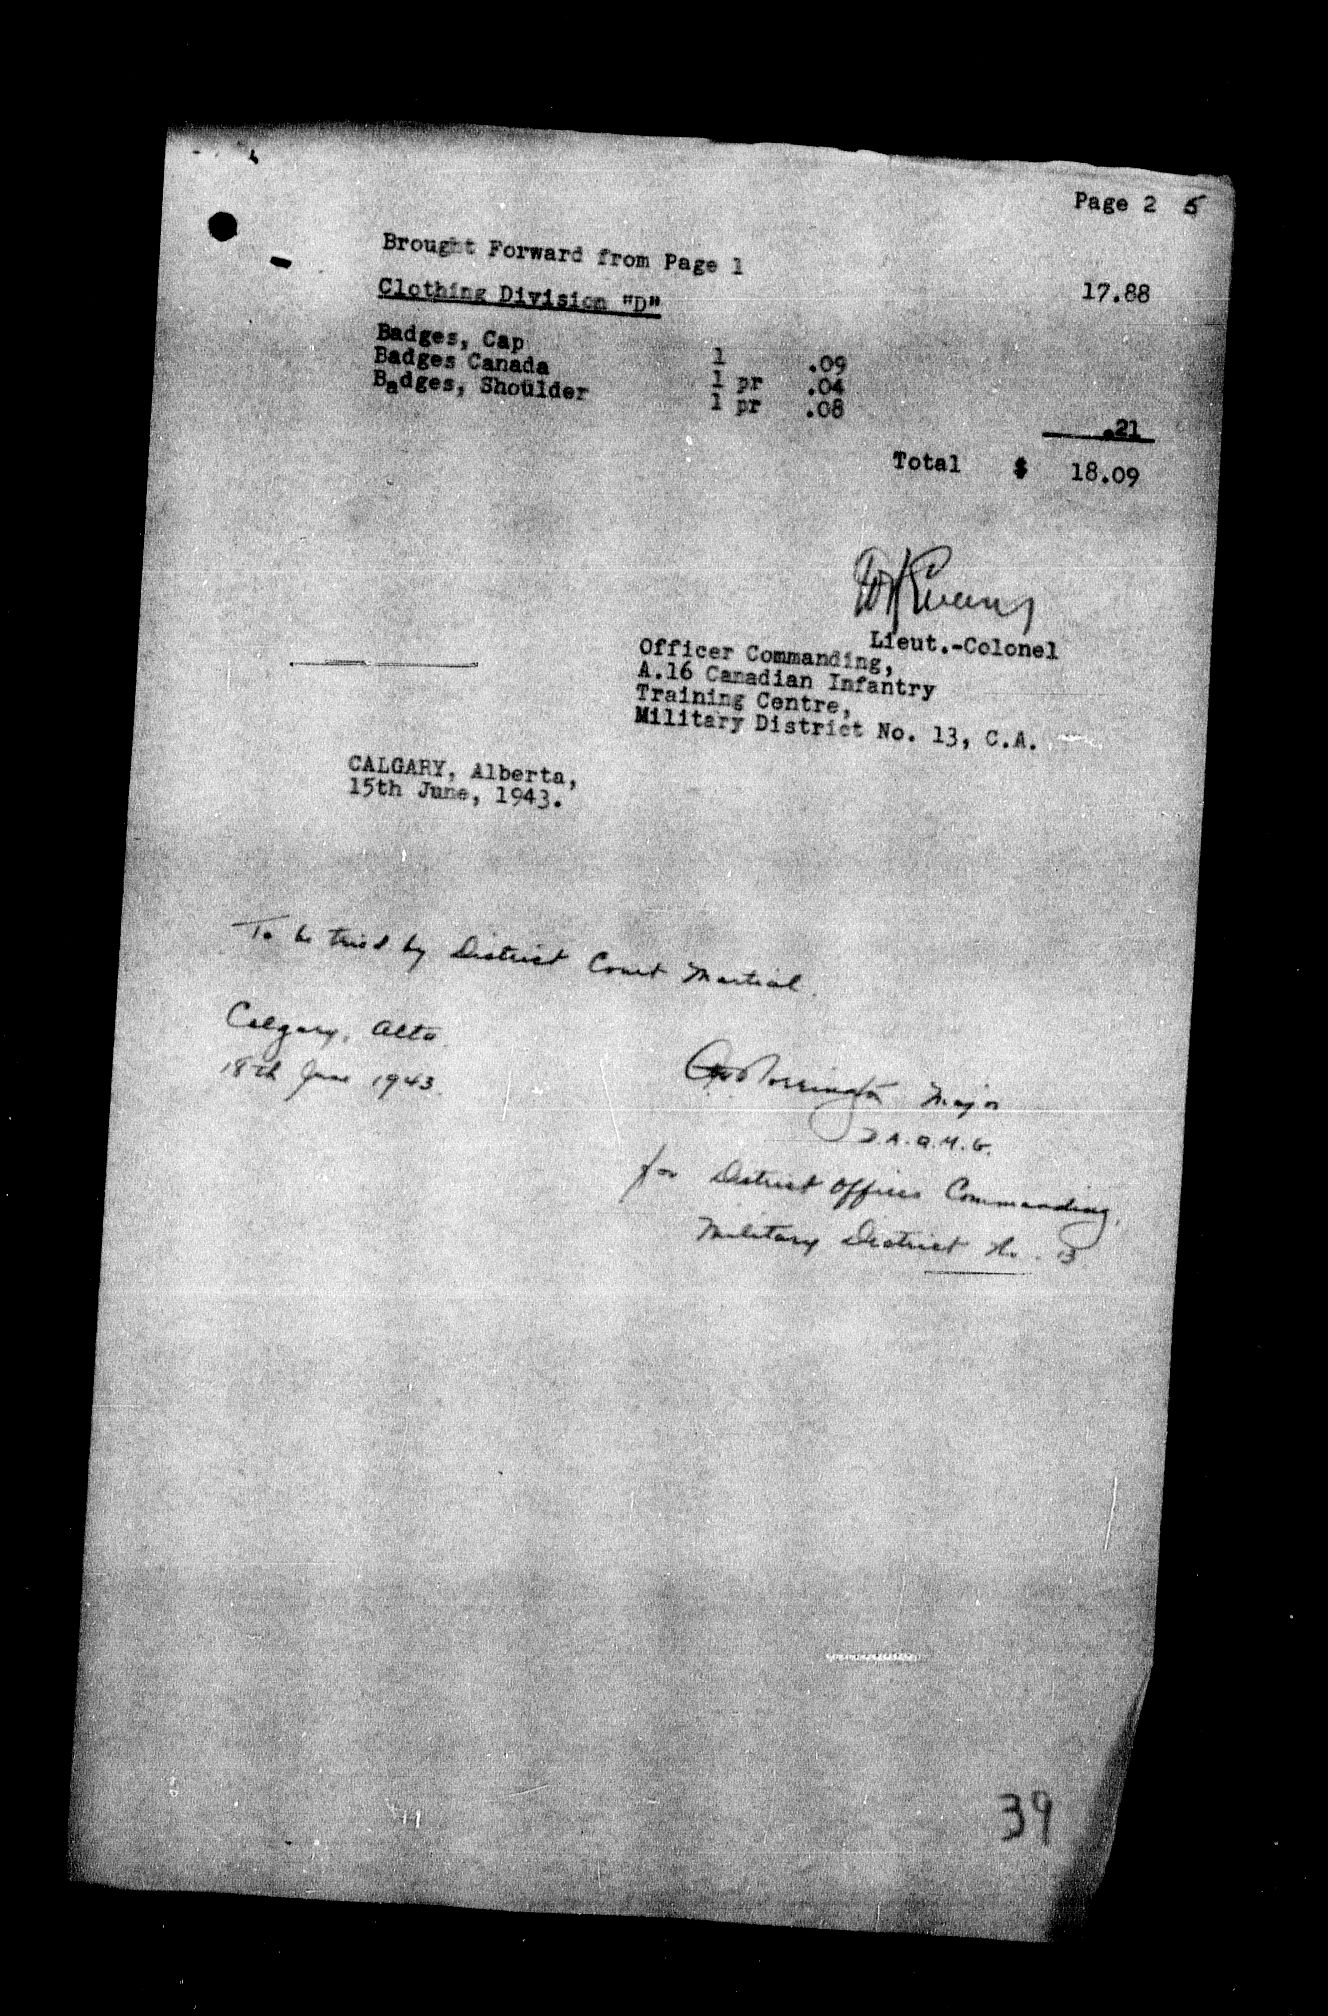 Page 2 5
Brought Forward from Page 1
17.88
Clothing Division "D"
Badges, Cap 1 .09
Badges Canada 1 pr .04
Badges, Shoulder 1 pr .08
.21
Total $ 18.09
Evans
Lieut.-Colonel
Officer Commanding,
A.16 Canadian Infantry
Training Centre,
Military District No. 13, C.A.
CALGARY, Alberta,
15th June, 1943.
To be tried by District Court Martial.
Calgary, Alta.
18th June 1943.
Major
D.A.Q.M.G.
for District Officer Commanding,
Military District No. 13
39